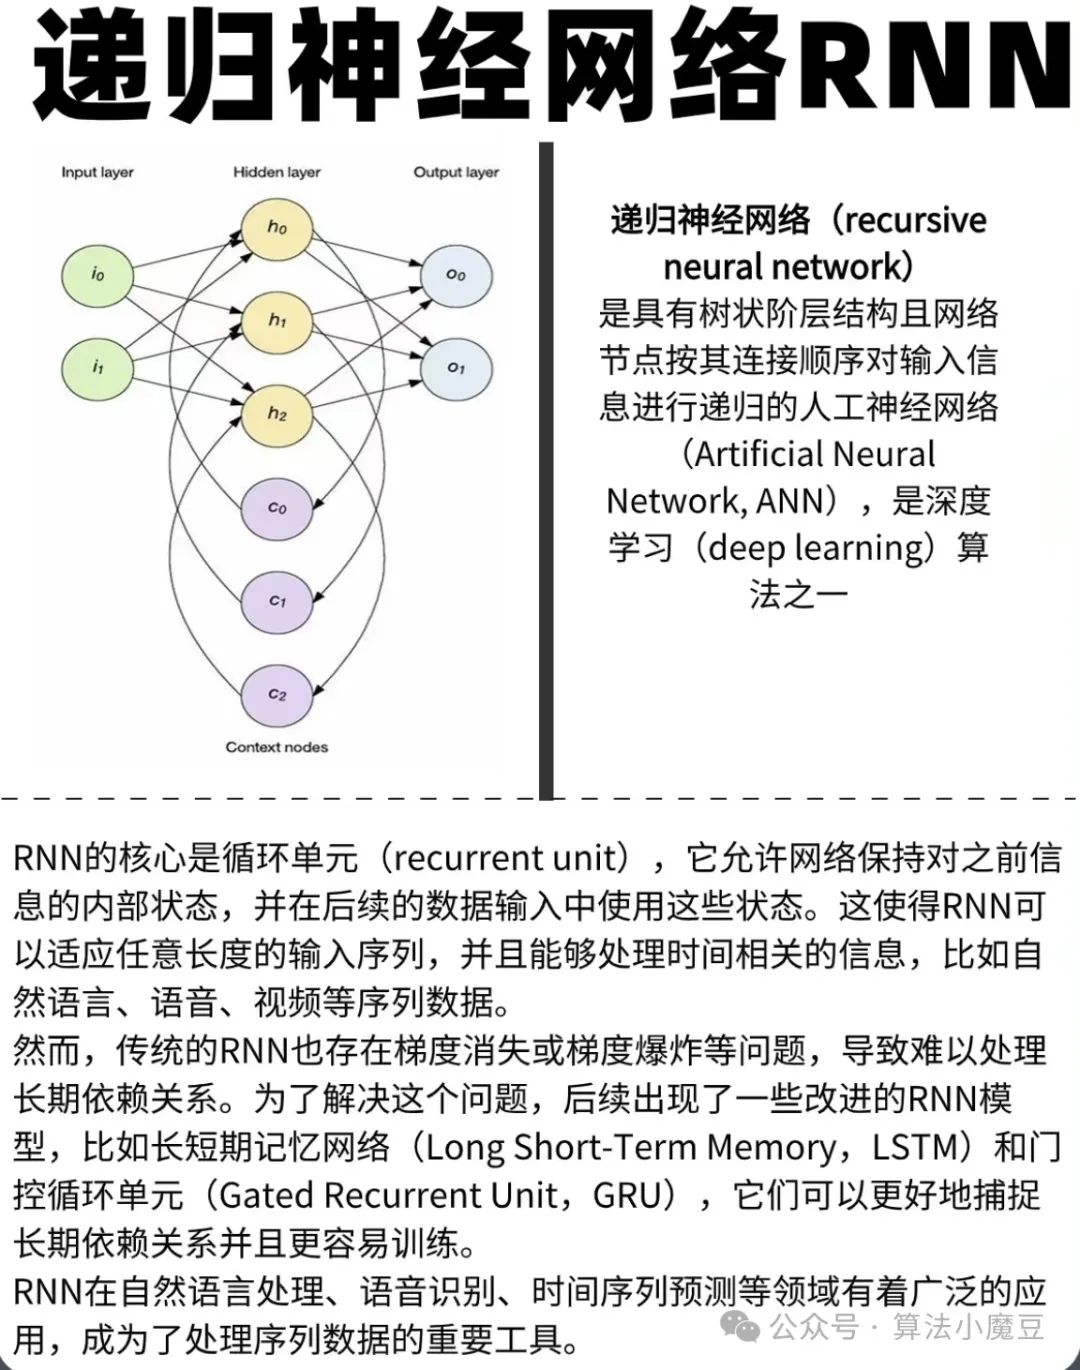 递归神经网络RNN
Input layer
Hidden layer
Output layer
h0
i0
o0
h1
i1
o1
h2
c0
c1
c2
Context nodes
递归神经网络（recursive
neural network）
是具有树状阶层结构且网络
节点按其连接顺序对输入信
息进行递归的人工神经网络
（Artificial Neural
Network, ANN），是深度
学习（deep learning）算
法之一
RNN的核心是循环单元（recurrent unit），它允许网络保持对之前信
息的内部状态，并在后续的数据输入中使用这些状态。这使得RNN可
以适应任意长度的输入序列，并且能够处理时间相关的信息，比如自
然语言、语音、视频等序列数据。
然而，传统的RNN也存在梯度消失或梯度爆炸等问题，导致难以处理
长期依赖关系。为了解决这个问题，后续出现了一些改进的RNN模
型，比如长短期记忆网络（Long Short-Term Memory，LSTM）和门
控循环单元（Gated Recurrent Unit，GRU），它们可以更好地捕捉
长期依赖关系并且更容易训练。
RNN在自然语言处理、语音识别、时间序列预测等领域有着广泛的应
用，成为了处理序列数据的重要工具。
公众号 · 算法小魔豆